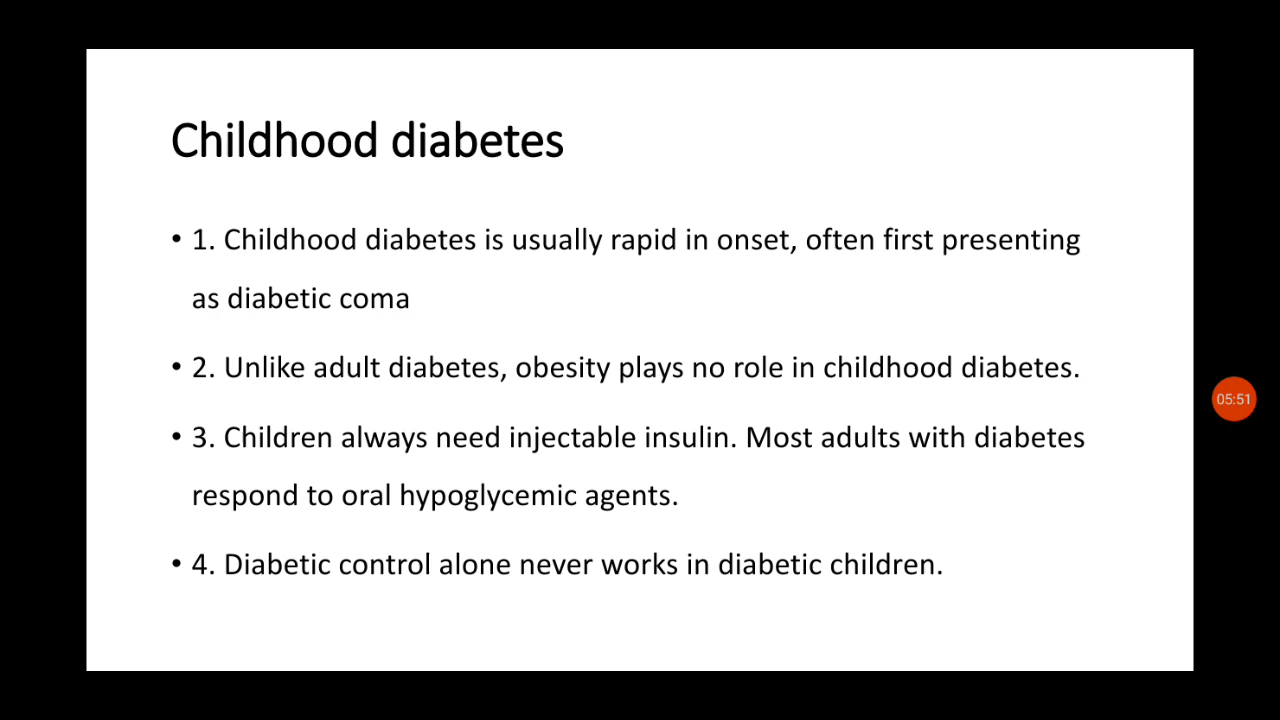 Childhood diabetes
• 1. Childhood diabetes is usually rapid in onset, often first presenting
as diabetic coma
• 2. Unlike adult diabetes, obesity plays no role in childhood diabetes.
• 3. Children always need injectable insulin. Most adults with diabetes
respond to oral hypoglycemic agents.
• 4. Diabetic control alone never works in diabetic children.
05:51